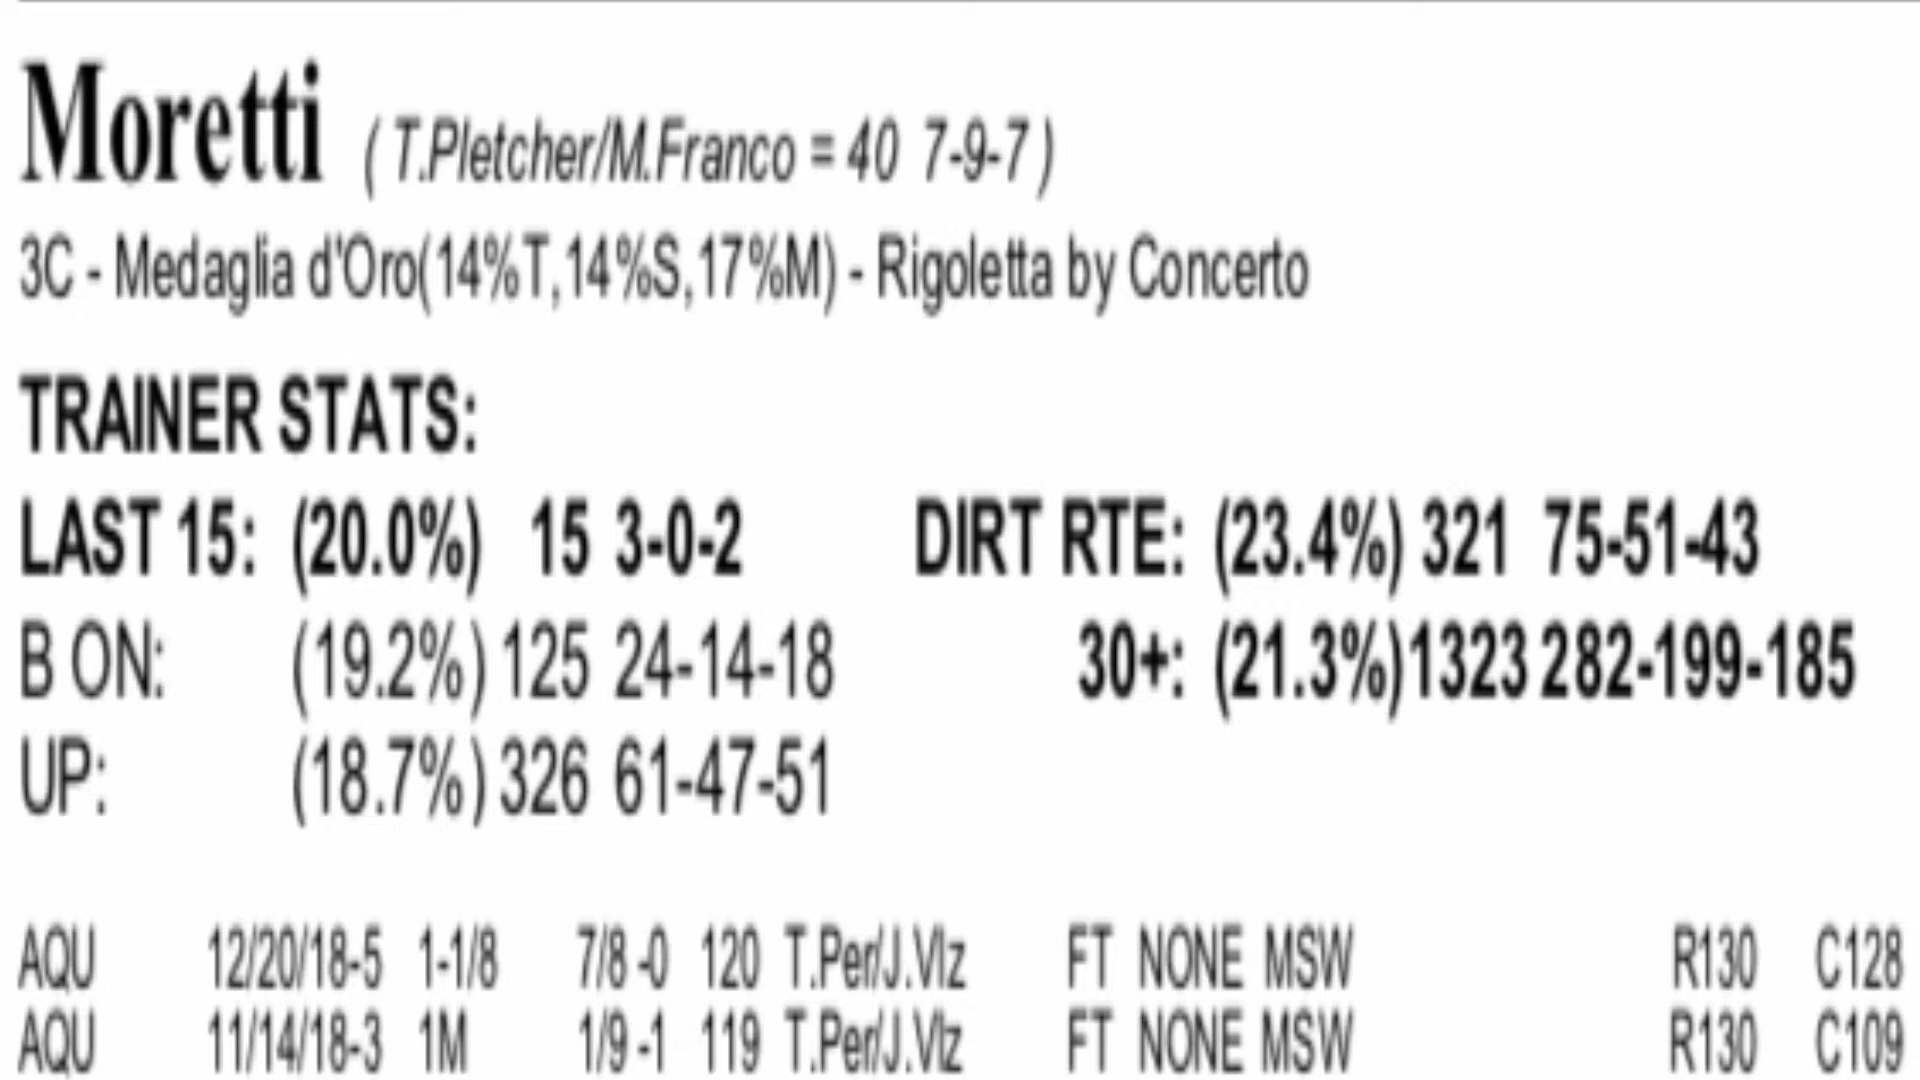 Moretti ( T.Pletcher/M.Franco = 40 7-9-7 )
3C - Medaglia d'Oro(14%T,14%S,17%M) - Rigoletta by Concerto
TRAINER STATS:
LAST 15: (20.0%) 15 3-0-2 DIRT RTE: (23.4%) 321 75-51-43
B ON: (19.2%) 125 24-14-18 30+: (21.3%) 1323 282-199-185
UP: (18.7%) 326 61-47-51
AQU 12/20/18-5 1-1/8 7/8 -0 120 T.Per/J.Vlz FT NONE MSW R130 C128
AQU 11/14/18-3 1M 1/9 -1 119 T.Per/J.Vlz FT NONE MSW R130 C109